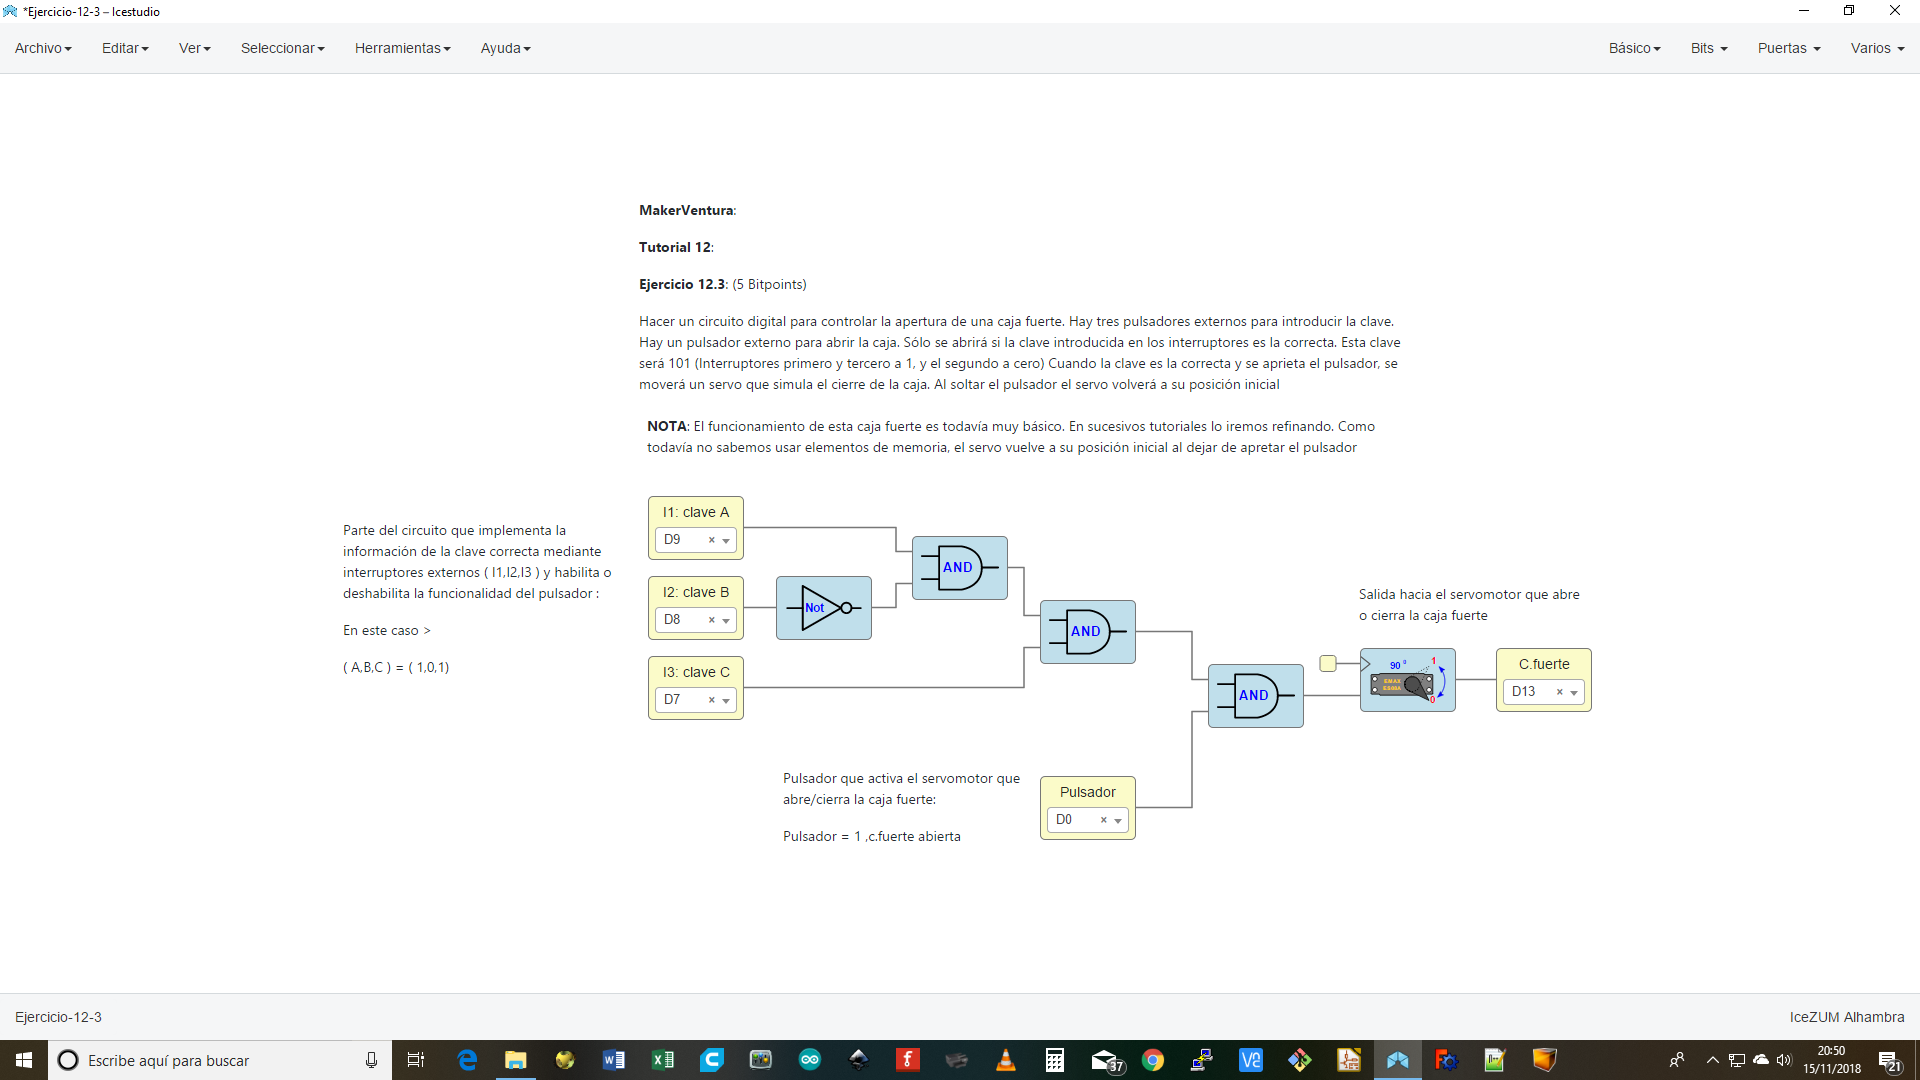 *Ejercicio-12-3 – Icestudio
Archivo Editar Ver Seleccionar Herramientas Ayuda Básico Bits Puertas Varios
MakerVentura:
Tutorial 12:
Ejercicio 12.3: (5 Bitpoints)
Hacer un circuito digital para controlar la apertura de una caja fuerte. Hay tres pulsadores externos para introducir la clave.
Hay un pulsador externo para abrir la caja. Sólo se abrirá si la clave introducida en los interruptores es la correcta. Esta clave
será 101 (Interruptores primero y tercero a 1, y el segundo a cero) Cuando la clave es la correcta y se aprieta el pulsador, se
moverá un servo que simula el cierre de la caja. Al soltar el pulsador el servo volverá a su posición inicial
NOTA: El funcionamiento de esta caja fuerte es todavía muy básico. En sucesivos tutoriales lo iremos refinando. Como
todavía no sabemos usar elementos de memoria, el servo vuelve a su posición inicial al dejar de apretar el pulsador
Parte del circuito que implementa la
información de la clave correcta mediante
interruptores externos ( I1,I2,I3 ) y habilita o
deshabilita la funcionalidad del pulsador :
En este caso >
( A,B,C ) = ( 1,0,1)
I1: clave A
D9 ×
I2: clave B
D8 ×
I3: clave C
D7 ×
Not
AND
AND
AND
Salida hacia el servomotor que abre
o cierra la caja fuerte
90 º
1
EMAX
ES08A
0
C.fuerte
D13 ×
Pulsador que activa el servomotor que
abre/cierra la caja fuerte:
Pulsador = 1 ,c.fuerte abierta
Pulsador
D0 ×
Ejercicio-12-3
IceZUM Alhambra
Escribe aquí para buscar
37
20:50
15/11/2018
21